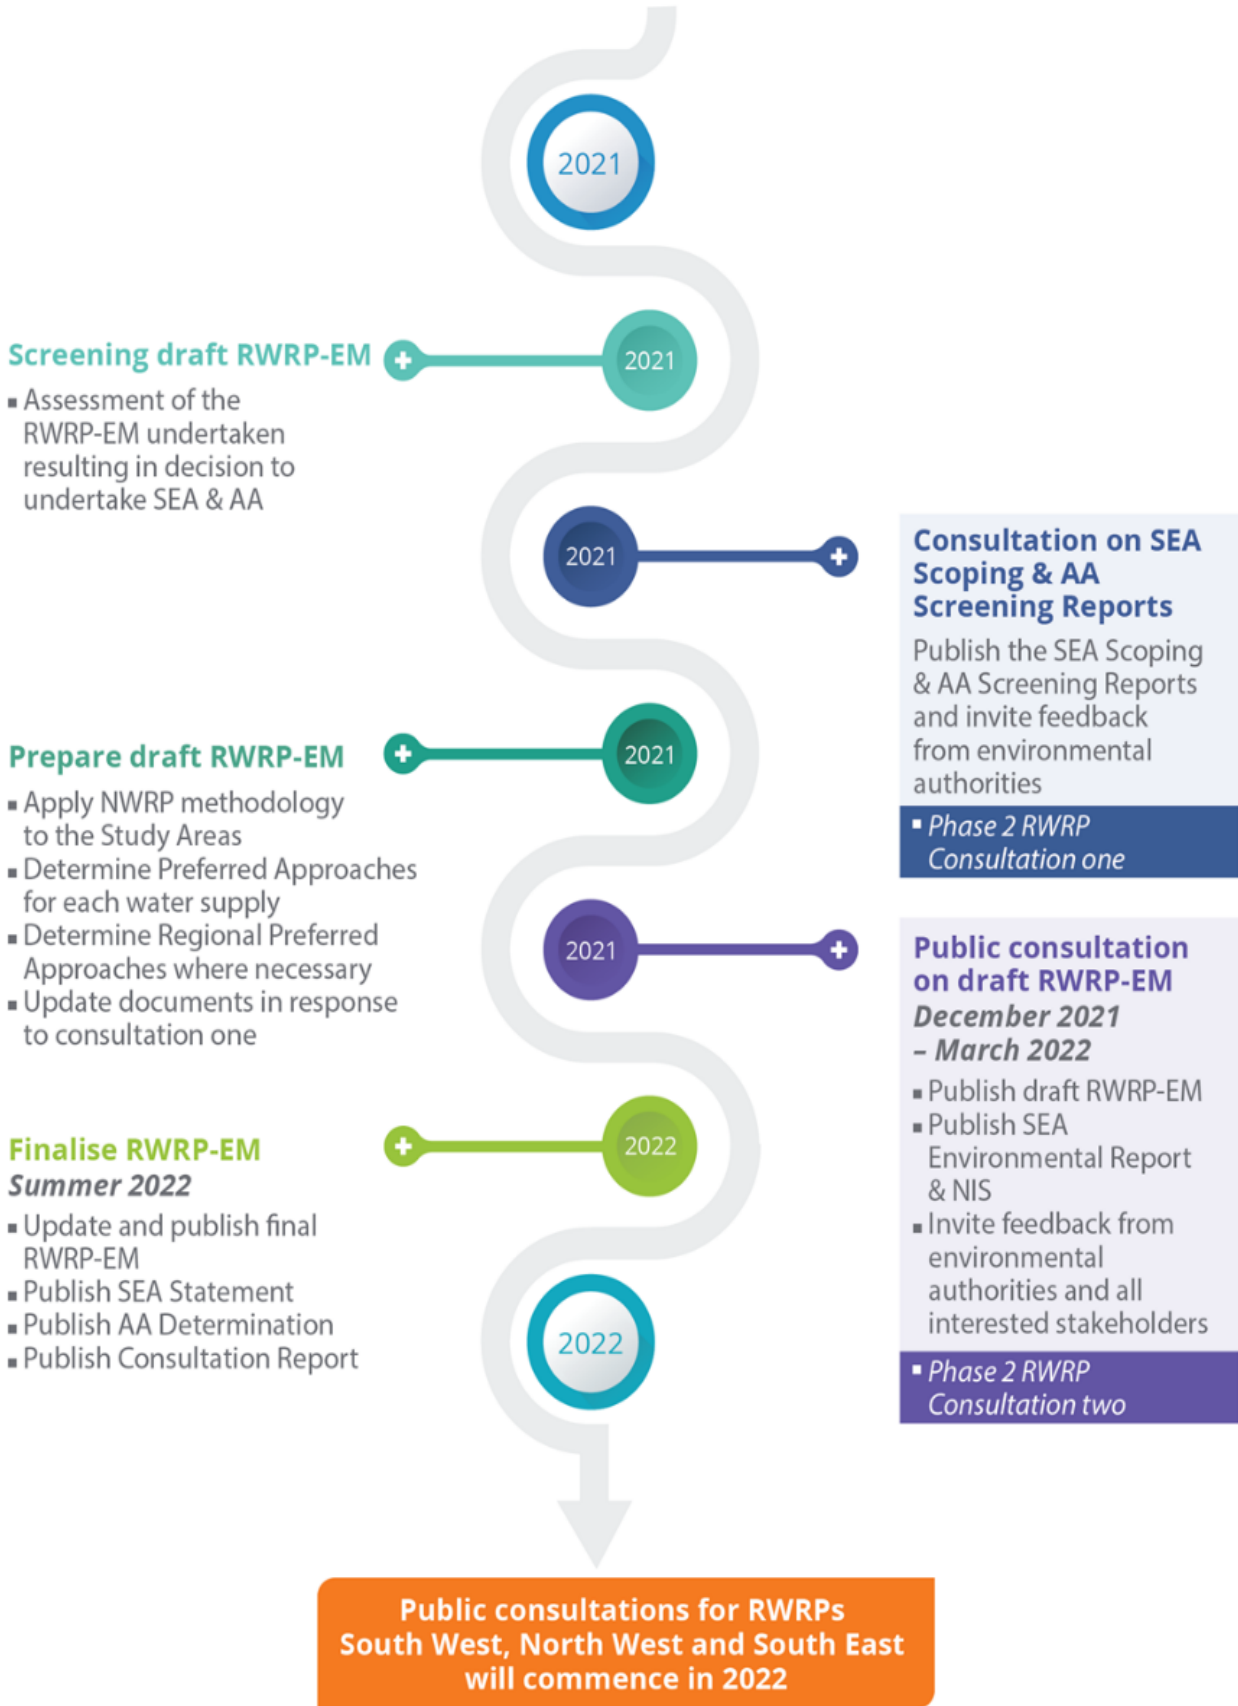 2021
Screening draft RWRP-EM
2021
▪ Assessment of the
RWRP-EM undertaken
resulting in decision to
undertake SEA & AA
2021
Consultation on SEA
Scoping & AA
Screening Reports
Publish the SEA Scoping
& AA Screening Reports
and invite feedback
from environmental
authorities
▪ Phase 2 RWRP
Consultation one
Prepare draft RWRP-EM
2021
▪ Apply NWRP methodology
to the Study Areas
▪ Determine Preferred Approaches
for each water supply
▪ Determine Regional Preferred
Approaches where necessary
▪ Update documents in response
to consultation one
2021
Public consultation
on draft RWRP-EM
December 2021
– March 2022
▪ Publish draft RWRP-EM
▪ Publish SEA
Environmental Report
& NIS
▪ Invite feedback from
environmental
authorities and all
interested stakeholders
▪ Phase 2 RWRP
Consultation two
Finalise RWRP-EM
2022
Summer 2022
▪ Update and publish final
RWRP-EM
▪ Publish SEA Statement
▪ Publish AA Determination
▪ Publish Consultation Report
2022
Public consultations for RWRPs
South West, North West and South East
will commence in 2022